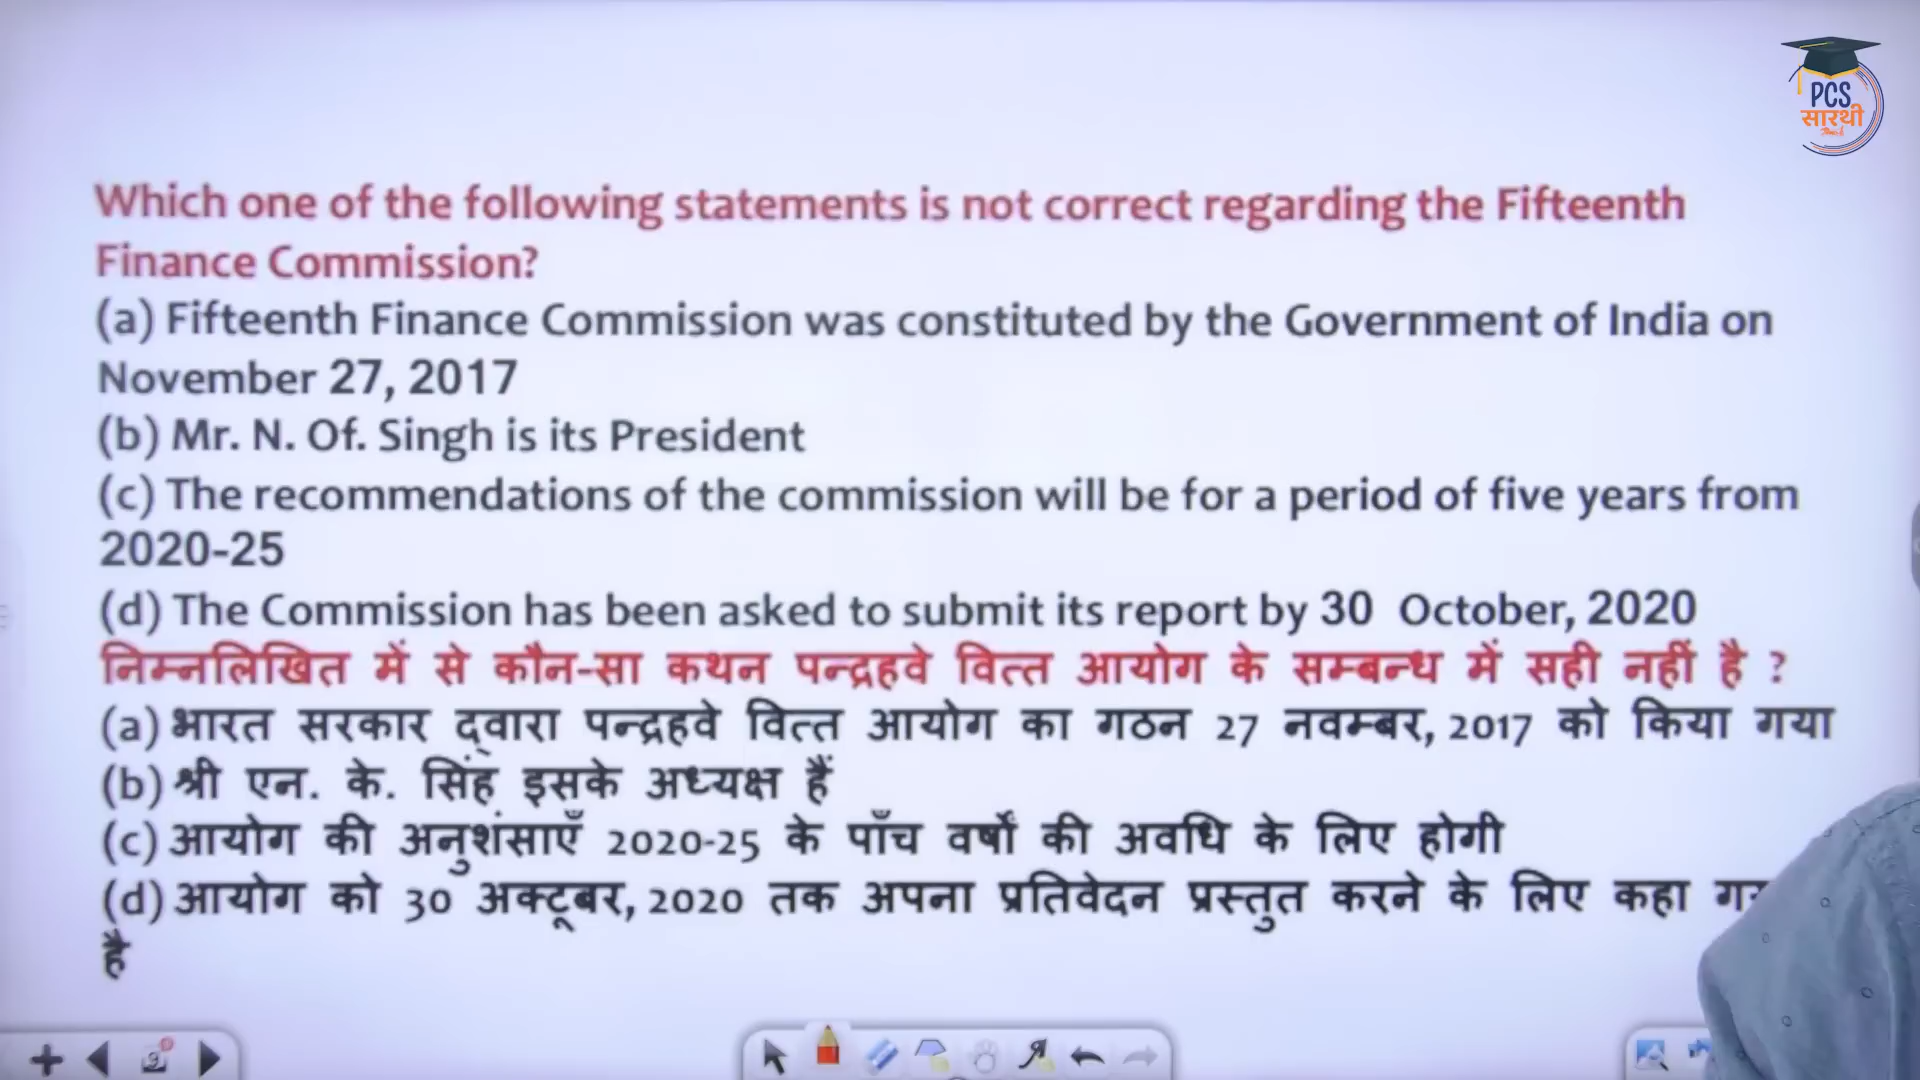 PCS
सारथी
Which one of the following statements is not correct regarding the Fifteenth
Finance Commission?
(a) Fifteenth Finance Commission was constituted by the Government of India on
November 27, 2017
(b) Mr. N. Of. Singh is its President
(c) The recommendations of the commission will be for a period of five years from
2020-25
(d) The Commission has been asked to submit its report by 30 October, 2020
निम्नलिखित में से कौन-सा कथन पन्द्रहवे वित्त आयोग के सम्बन्ध में सही नहीं है ?
(a) भारत सरकार द्वारा पन्द्रहवे वित्त आयोग का गठन 27 नवम्बर, 2017 को किया गया
(b) श्री एन. के. सिंह इसके अध्यक्ष हैं
(c) आयोग की अनुशंसाएँ 2020-25 के पाँच वर्षों की अवधि के लिए होगी
(d) आयोग को 30 अक्टूबर, 2020 तक अपना प्रतिवेदन प्रस्तुत करने के लिए कहा
है